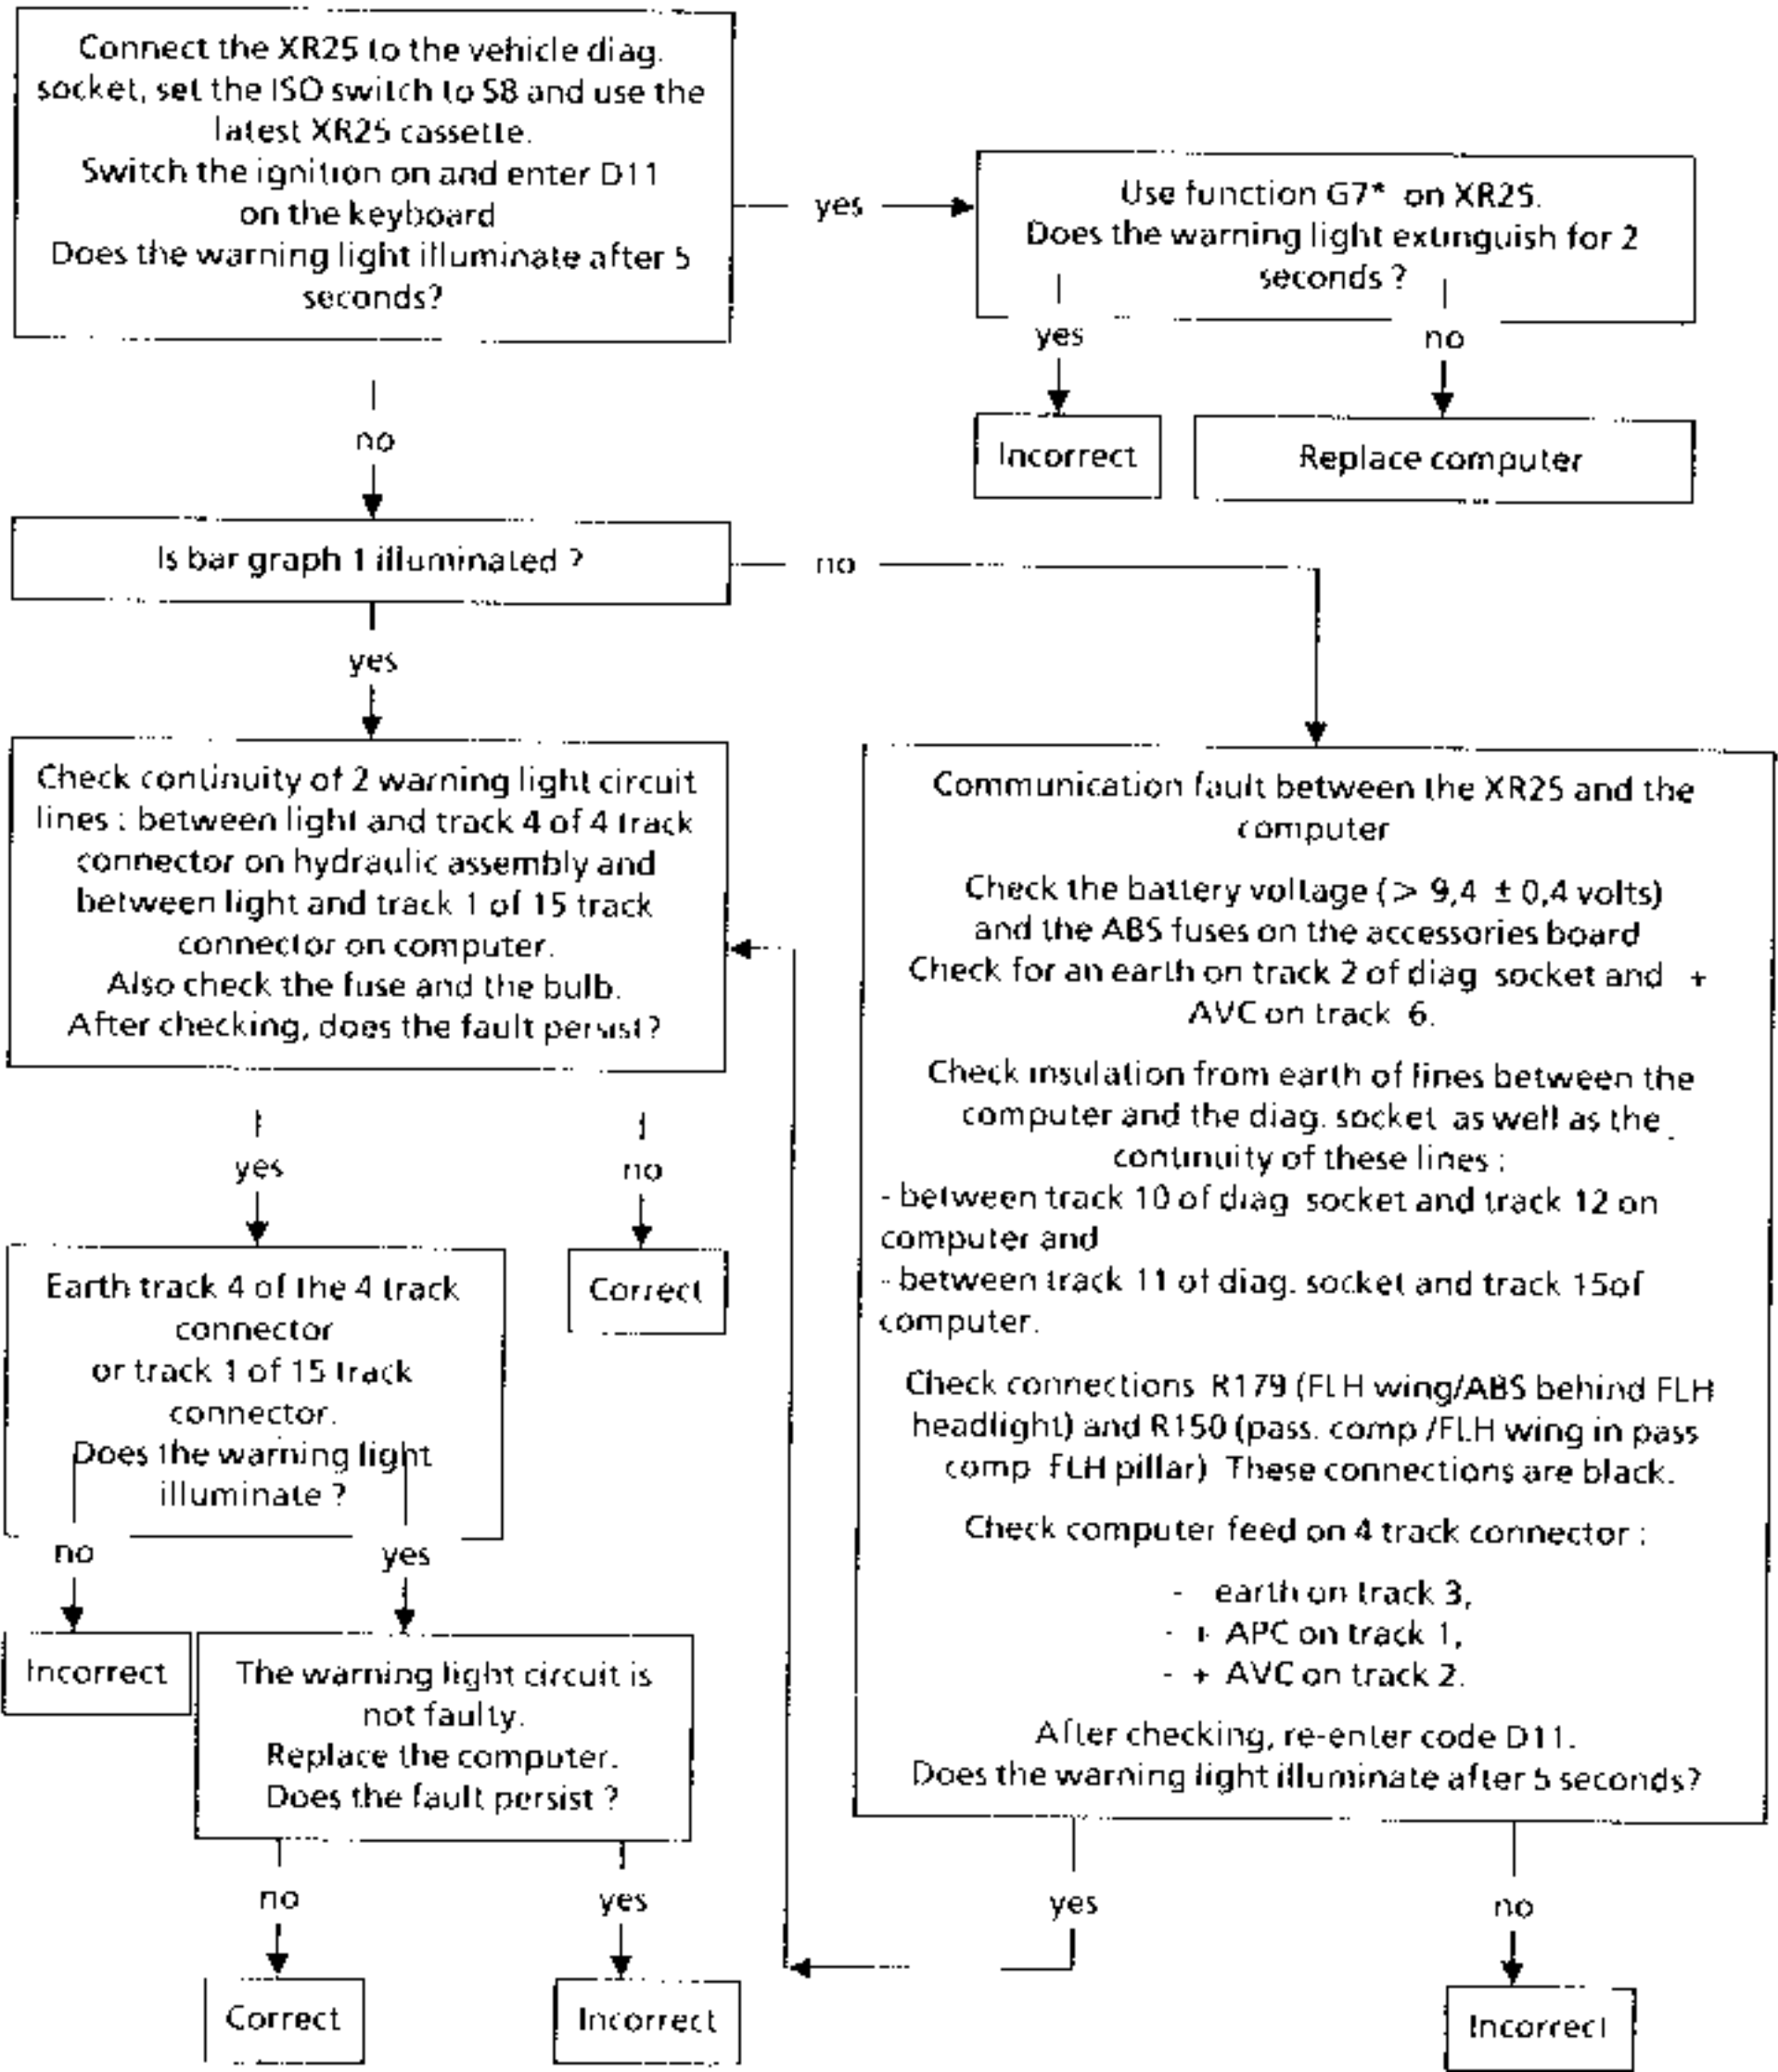 Connect the XR25 to the vehicle diag.
socket, set the ISO switch to S8 and use the
latest XR25 cassette.
Switch the ignition on and enter D11
on the keyboard
Does the warning light illuminate after 5
seconds?
yes
Use function G7* on XR25.
Does the warning light extinguish for 2
seconds ?
yes
no
Incorrect
Replace computer
no
Is bar graph 1 illuminated ?
no
yes
Check continuity of 2 warning light circuit
lines : between light and track 4 of 4 track
connector on hydraulic assembly and
between light and track 1 of 15 track
connector on computer.
Also check the fuse and the bulb.
After checking, does the fault persist?
yes
no
Correct
Earth track 4 of the 4 track
connector
or track 1 of 15 track
connector.
Does the warning light
illuminate ?
no
yes
Incorrect
The warning light circuit is
not faulty.
Replace the computer.
Does the fault persist ?
no
yes
Correct
Incorrect
Communication fault between the XR25 and the
computer
Check the battery voltage ( > 9,4 ± 0,4 volts)
and the ABS fuses on the accessories board
Check for an earth on track 2 of diag socket and +
AVC on track 6.
Check insulation from earth of lines between the
computer and the diag. socket as well as the
continuity of these lines :
- between track 10 of diag socket and track 12 on
computer and
- between track 11 of diag. socket and track 15of
computer.
Check connections R179 (FLH wing/ABS behind FLH
headlight) and R150 (pass. comp /FLH wing in pass
comp FLH pillar) These connections are black.
Check computer feed on 4 track connector :
- earth on track 3,
- + APC on track 1,
- + AVC on track 2.
After checking, re-enter code D11.
Does the warning light illuminate after 5 seconds?
yes
no
Incorrect